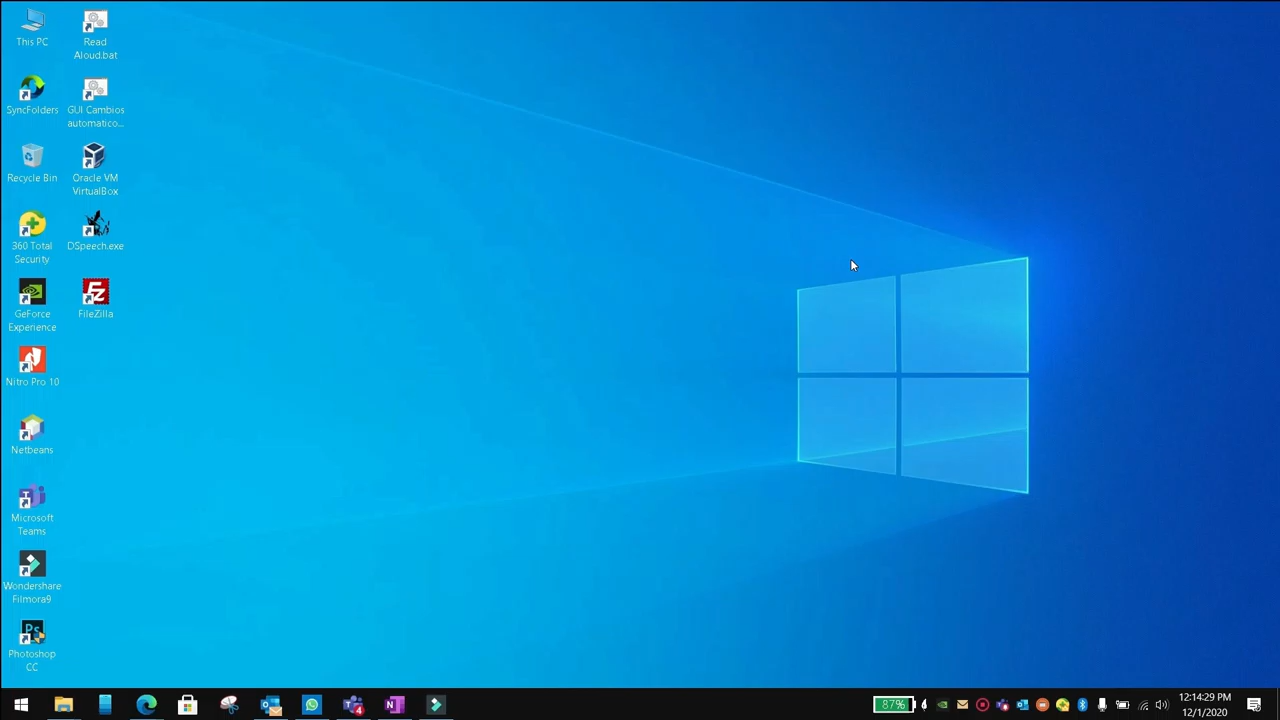 This PC
Read
Aloud.bat
SyncFolders
GUI Cambios
automatico...
Recycle Bin
Oracle VM
VirtualBox
360 Total
Security
DSpeech.exe
GeForce
Experience
FileZilla
Nitro Pro 10
Netbeans
Microsoft
Teams
Wondershare
Filmora9
Photoshop
CC
87%
12:14:29 PM
12/1/2020